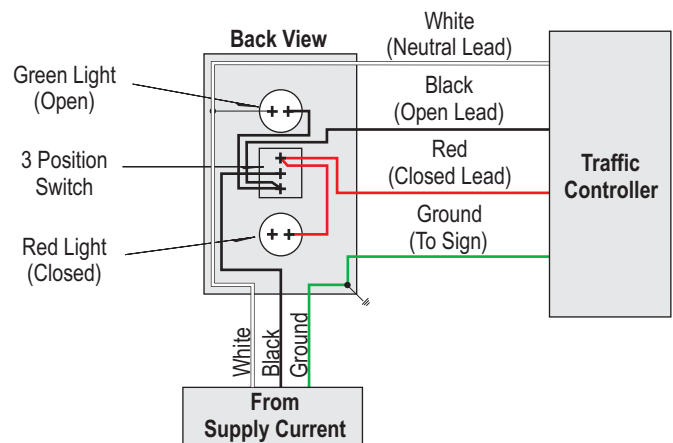 White
(Neutral Lead)
Back View
Green Light
(Open)
Black
(Open Lead)
3 Position
Switch
Red
(Closed Lead)
Traffic
Controller
Ground
(To Sign)
Red Light
(Closed)
White
Black
Ground
From
Supply Current